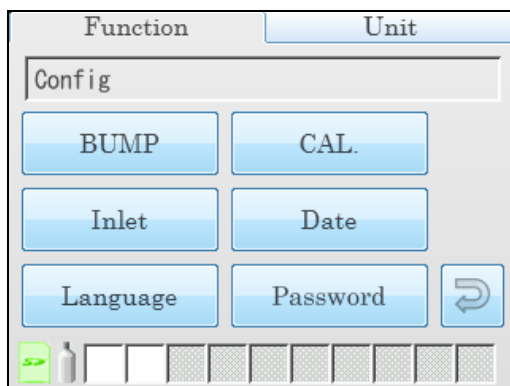 Function Unit
Config
BUMP CAL.
Inlet Date
Language Password